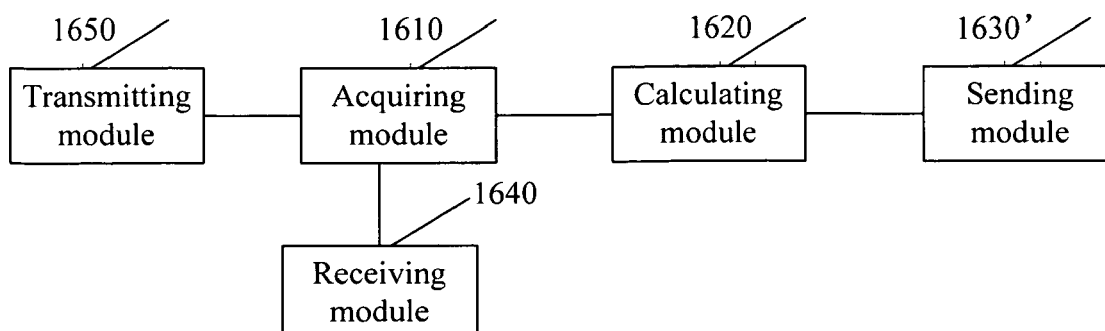 1650
1610
1620
1630’
Transmitting
module
Acquiring
module
Calculating
module
Sending
module
1640
Receiving
module